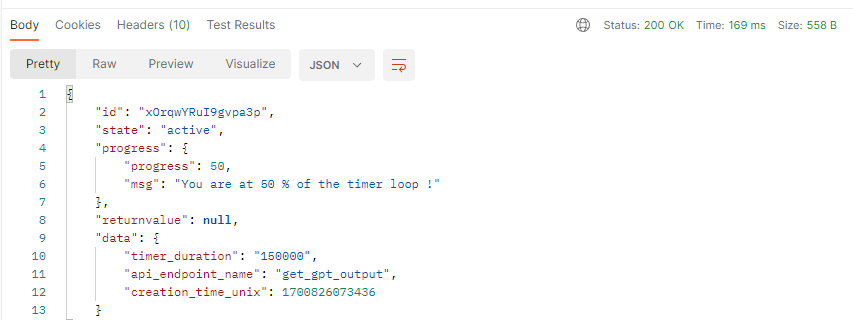 Body Cookies Headers (10) Test Results Status: 200 OK Time: 169 ms Size: 558 B
Pretty Raw Preview Visualize JSON
1 {
2 "id": "xOrqwYRuI9gvpa3p",
3 "state": "active",
4 "progress": {
5 "progress": 50,
6 "msg": "You are at 50 % of the timer loop !"
7 },
8 "returnvalue": null,
9 "data": {
10 "timer_duration": "150000",
11 "api_endpoint_name": "get_gpt_output",
12 "creation_time_unix": 1700826073436
13 }